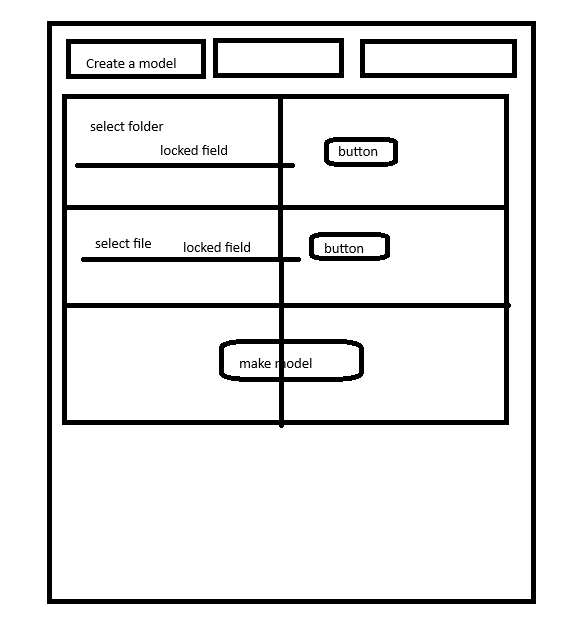 Create a model
select folder
locked field
button
select file locked field
button
make model